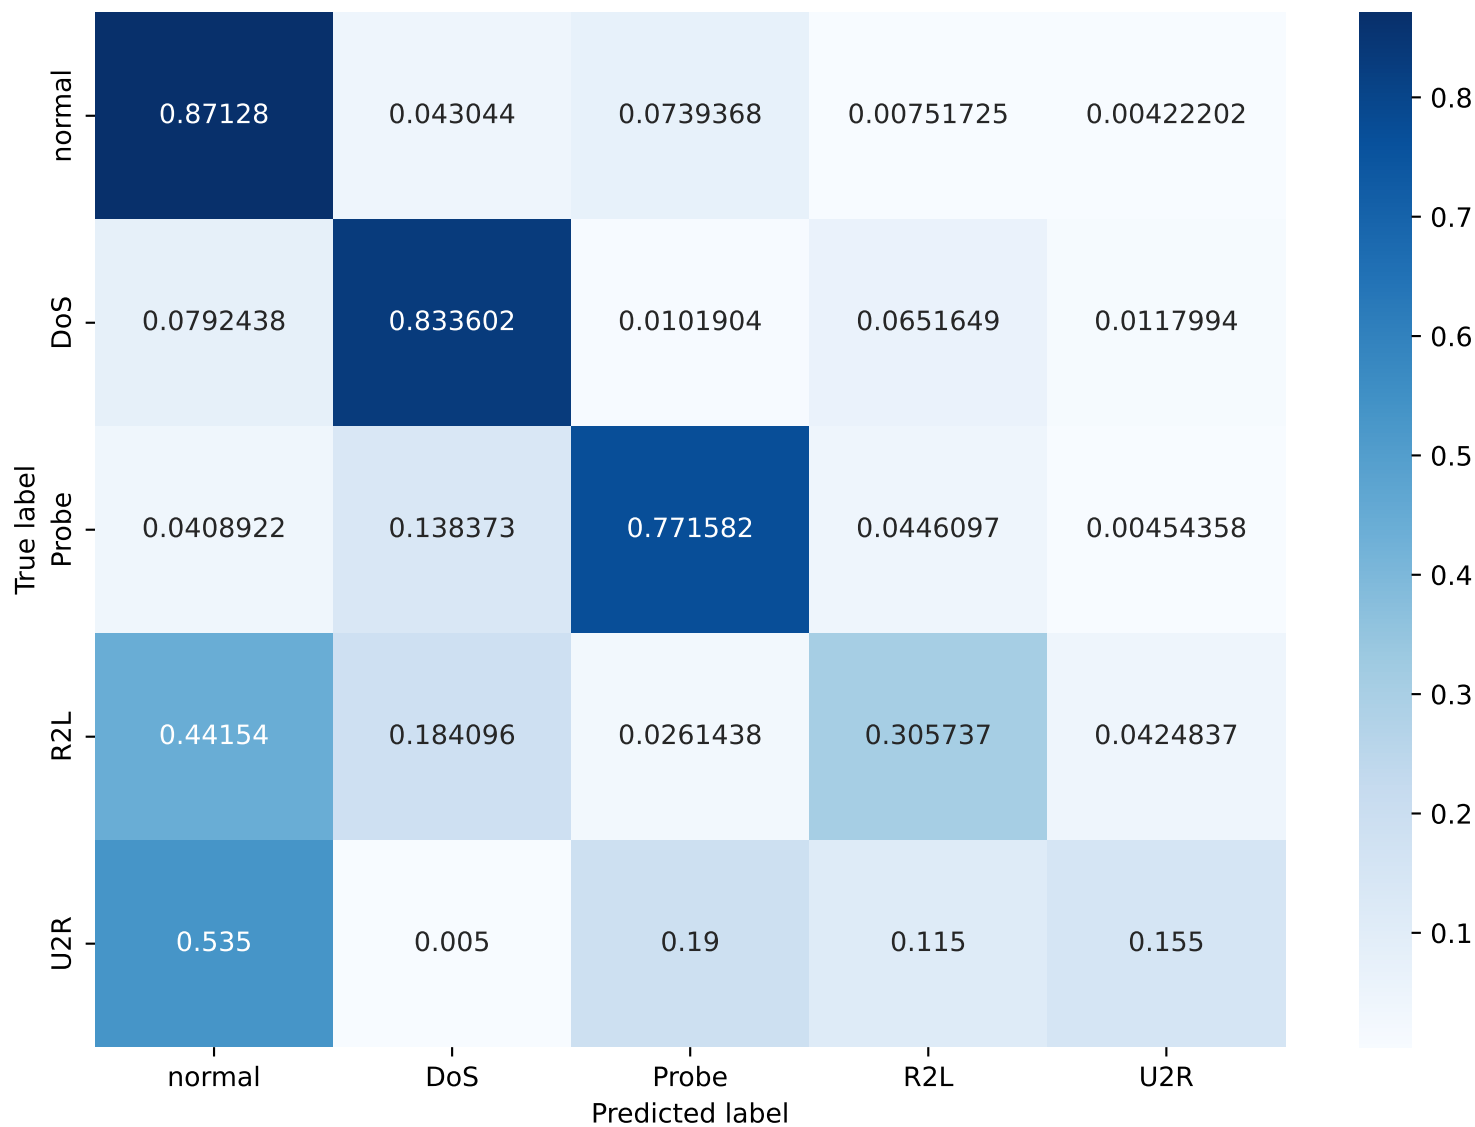 normal 0.87128 0.043044 0.0739368 0.00751725 0.00422202
DoS 0.0792438 0.833602 0.0101904 0.0651649 0.0117994
Probe 0.0408922 0.138373 0.771582 0.0446097 0.00454358
R2L 0.44154 0.184096 0.0261438 0.305737 0.0424837
U2R 0.535 0.005 0.19 0.115 0.155
True label
normal DoS Probe R2L U2R
Predicted label
0.8
0.7
0.6
0.5
0.4
0.3
0.2
0.1